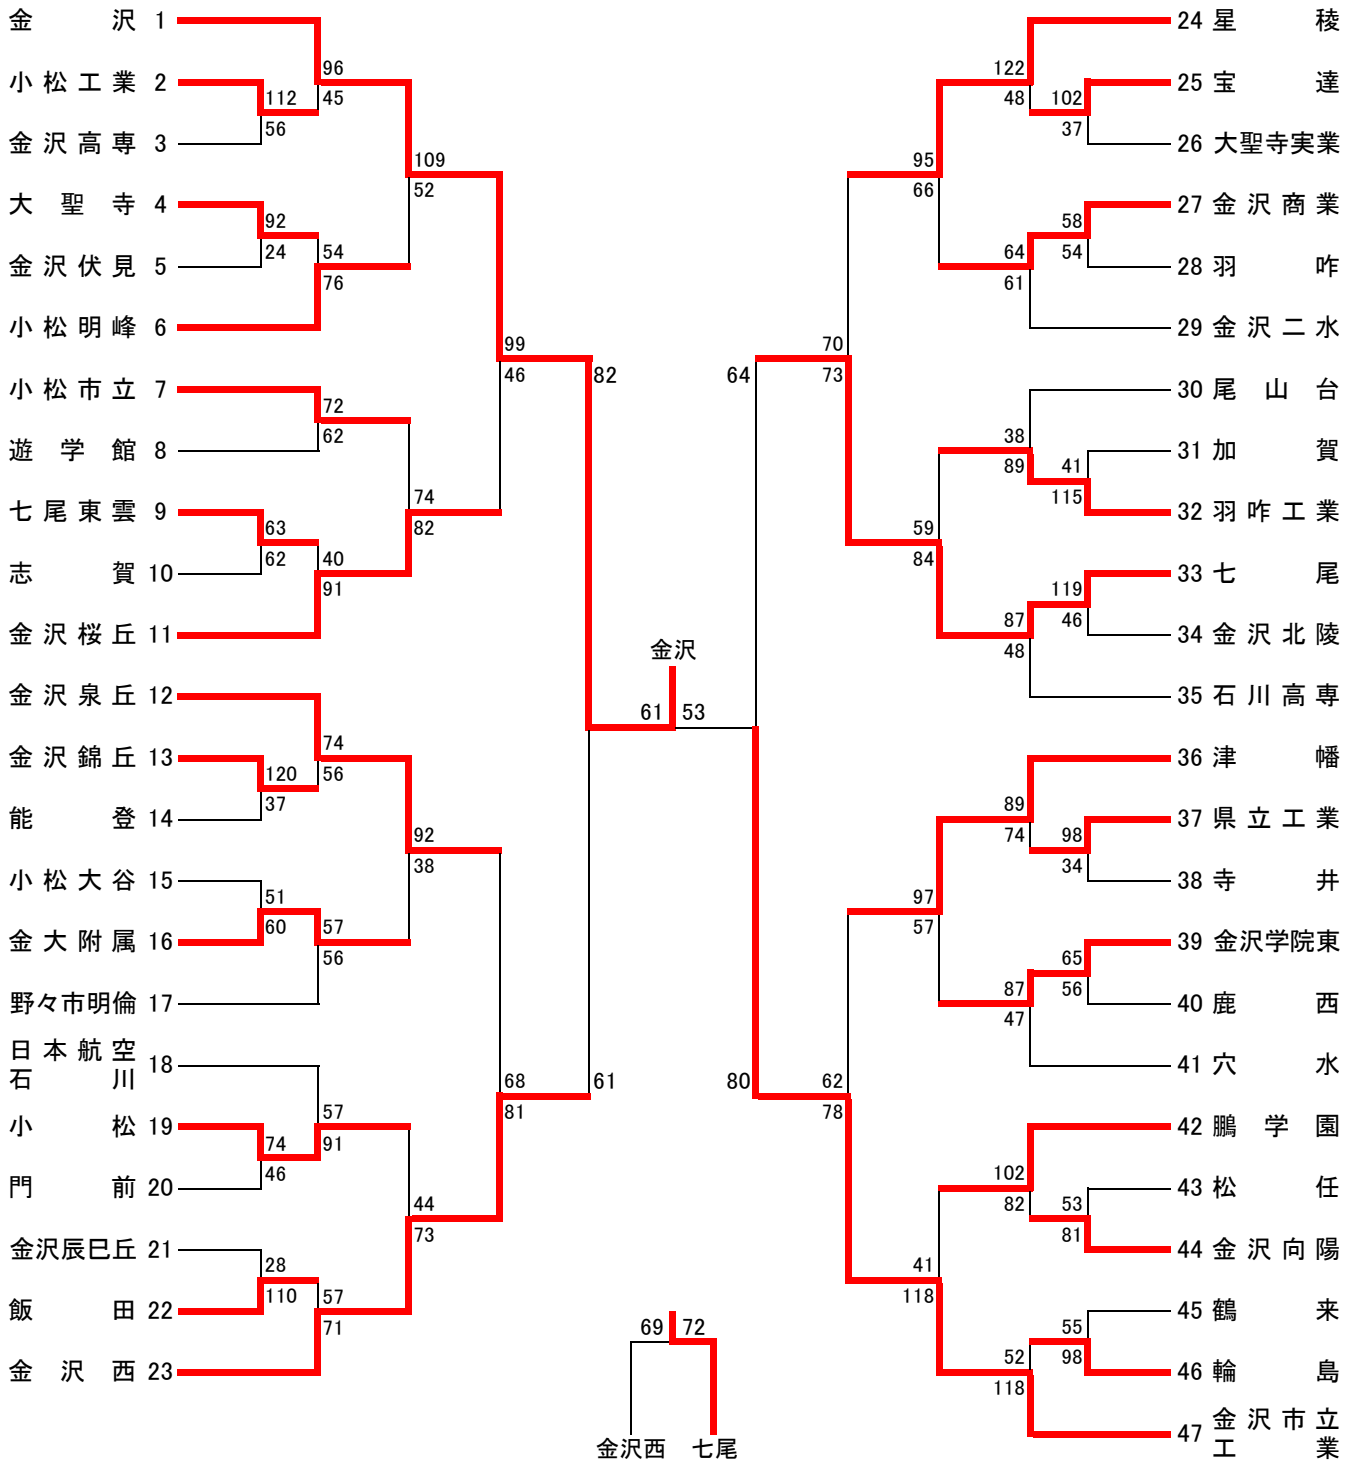 金沢 1
小松工業 2
金沢高専 3
大聖寺 4
金沢伏見 5
小松明峰 6
小松市立 7
遊学館 8
七尾東雲 9
志賀 10
金沢桜丘 11
金沢泉丘 12
金沢錦丘 13
能登 14
小松大谷 15
金大附属 16
野々市明倫 17
日本航空
石川 18
小松 19
門前 20
金沢辰巳丘 21
飯田 22
金沢西 23
112
56
92
24
63
62
120
37
51
60
74
46
28
110
96
45
54
76
72
62
40
91
74
56
57
56
57
91
57
71
109
52
74
82
92
38
44
73
99
46
68
81
82
61
金沢
61 53
69 72
金沢西 七尾
64
80
70
73
62
78
95
66
59
84
97
57
41
118
122
48
64
61
38
89
87
48
89
74
87
47
102
82
52
118
102
37
58
54
41
115
119
46
98
34
65
56
53
81
55
98
24 星稜
25 宝達
26 大聖寺実業
27 金沢商業
28 羽咋
29 金沢二水
30 尾山台
31 加賀
32 羽咋工業
33 七尾
34 金沢北陵
35 石川高専
36 津幡
37 県立工業
38 寺井
39 金沢学院東
40 鹿西
41 穴水
42 鵬学園
43 松任
44 金沢向陽
45 鶴来
46 輪島
47 金沢市立
工業